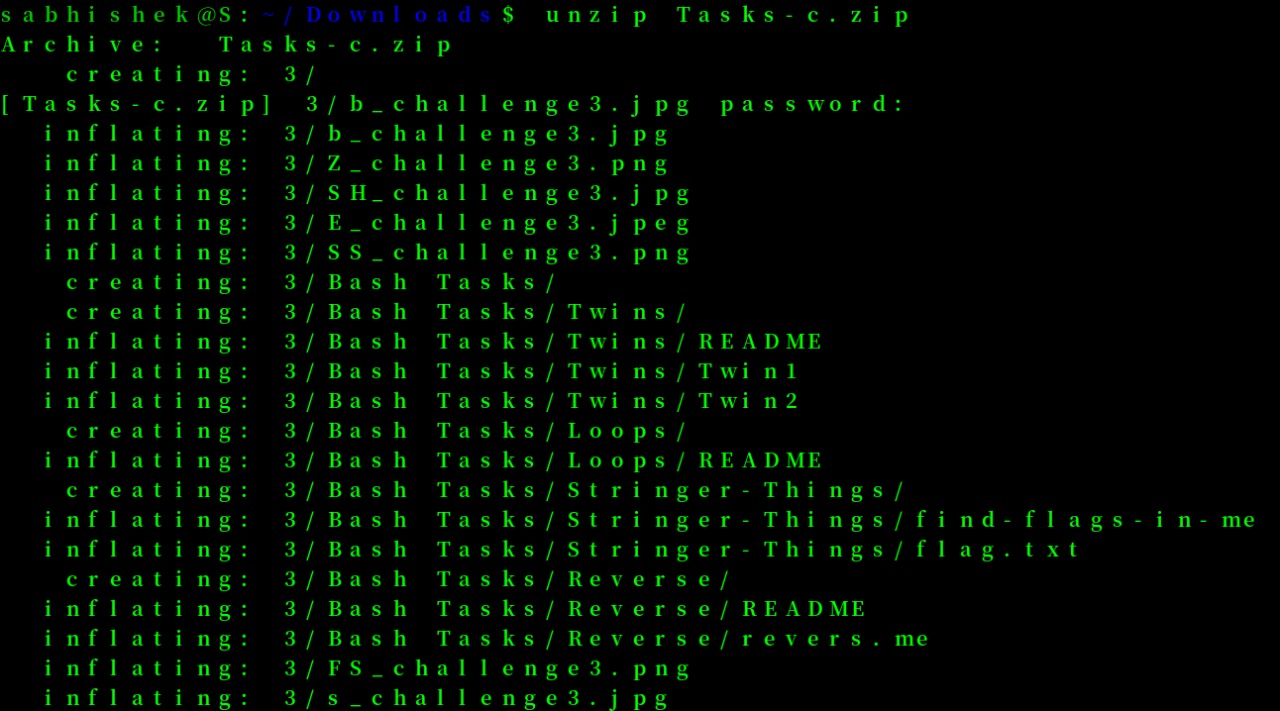 sabhishek@S:~/Downloads$ unzip Tasks-c.zip
Archive:  Tasks-c.zip
   creating: 3/
[Tasks-c.zip] 3/b_challenge3.jpg password:
  inflating: 3/b_challenge3.jpg
  inflating: 3/Z_challenge3.png
  inflating: 3/SH_challenge3.jpg
  inflating: 3/E_challenge3.jpeg
  inflating: 3/SS_challenge3.png
   creating: 3/Bash Tasks/
   creating: 3/Bash Tasks/Twins/
  inflating: 3/Bash Tasks/Twins/README
  inflating: 3/Bash Tasks/Twins/Twin1
  inflating: 3/Bash Tasks/Twins/Twin2
   creating: 3/Bash Tasks/Loops/
  inflating: 3/Bash Tasks/Loops/README
   creating: 3/Bash Tasks/Stringer-Things/
  inflating: 3/Bash Tasks/Stringer-Things/find-flags-in-me
  inflating: 3/Bash Tasks/Stringer-Things/flag.txt
   creating: 3/Bash Tasks/Reverse/
  inflating: 3/Bash Tasks/Reverse/README
  inflating: 3/Bash Tasks/Reverse/revers.me
  inflating: 3/FS_challenge3.png
  inflating: 3/s_challenge3.jpg